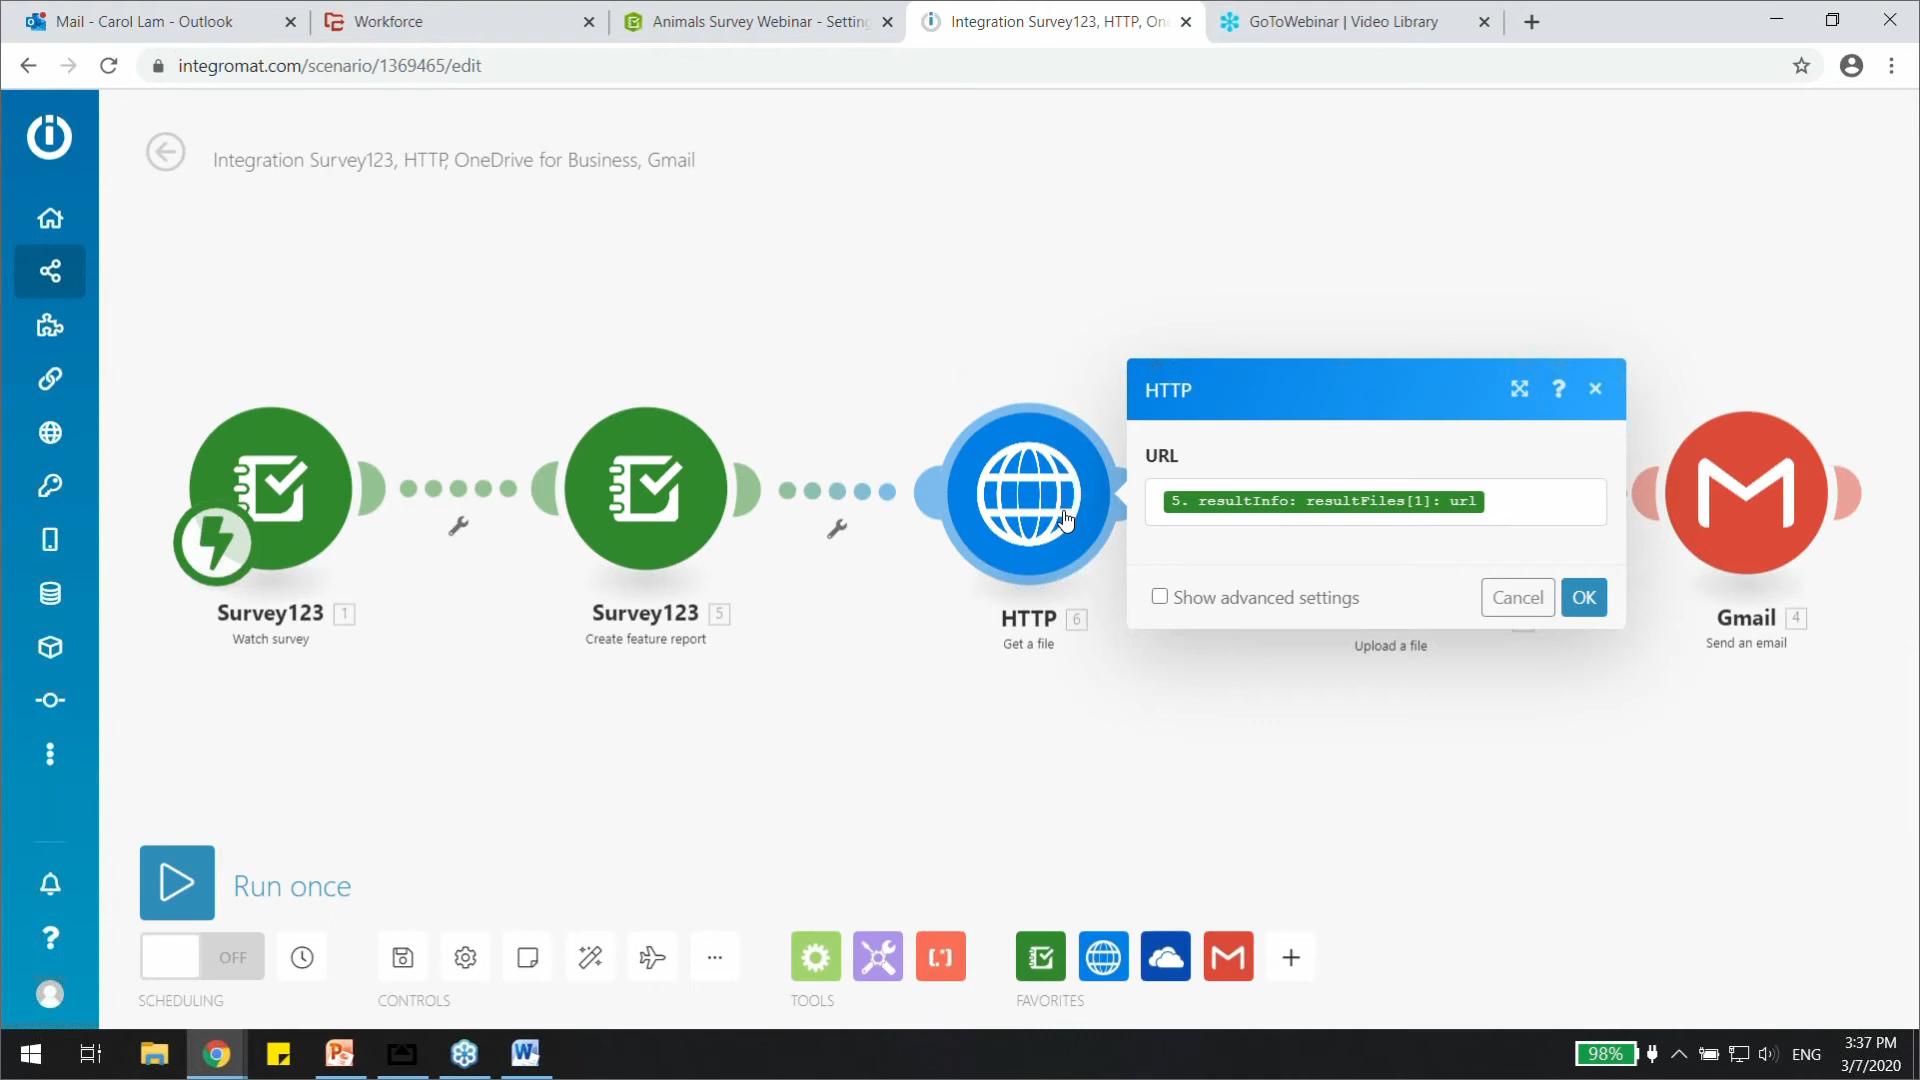 Mail - Carol Lam - Outlook
Workforce
Animals Survey Webinar - Setting
Integration Survey123, HTTP, On
GoToWebinar | Video Library
integromat.com/scenario/1369465/edit
Integration Survey123, HTTP, OneDrive for Business, Gmail
HTTP
URL
5. resultInfo: resultFiles[1]: url
Show advanced settings
Cancel
OK
Survey123 1
Watch survey
Survey123 5
Create feature report
HTTP 6
Get a file
Upload a file
Gmail 4
Send an email
Run once
OFF
SCHEDULING
CONTROLS
TOOLS
FAVORITES
98%
ENG
3:37 PM
3/7/2020